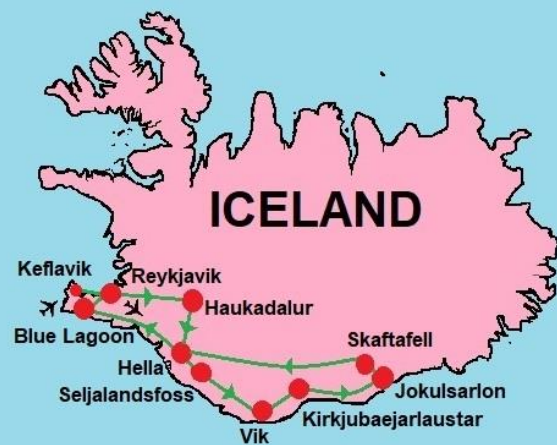 ICELAND
Keflavik
Reykjavik
Haukadalur
Blue Lagoon
Skaftafell
Hella
Seljalandsfoss
Jokulsarlon
Kirkjubaejarlaustar
Vik